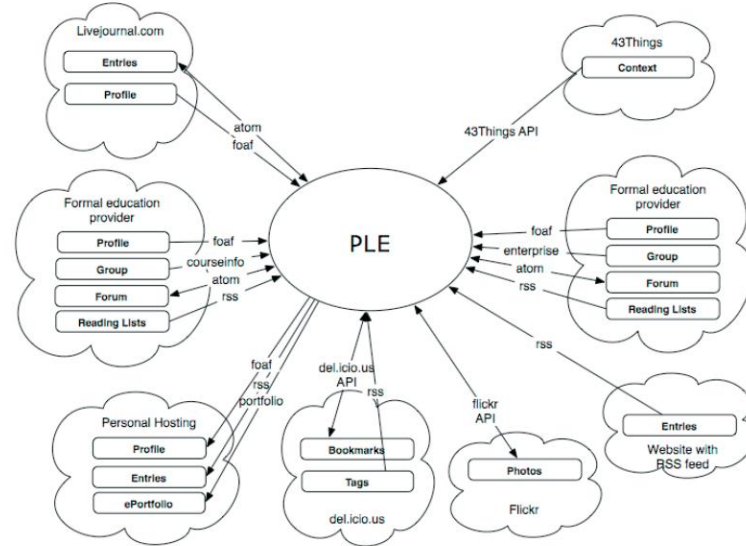 Livejournal.com
Entries
Profile
atom
foaf
43Things
Context
43Things API
Formal education
provider
Profile
Group
Forum
Reading Lists
foaf
courseinfo
atom
rss
PLE
foaf
enterprise
atom
rss
Formal education
provider
Profile
Group
Forum
Reading Lists
foaf
rss
portfolio
Personal Hosting
Profile
Entries
ePortfolio
del.icio.us
API
rss
Bookmarks
Tags
del.icio.us
flickr
API
Photos
Flickr
rss
Entries
Website with
RSS feed